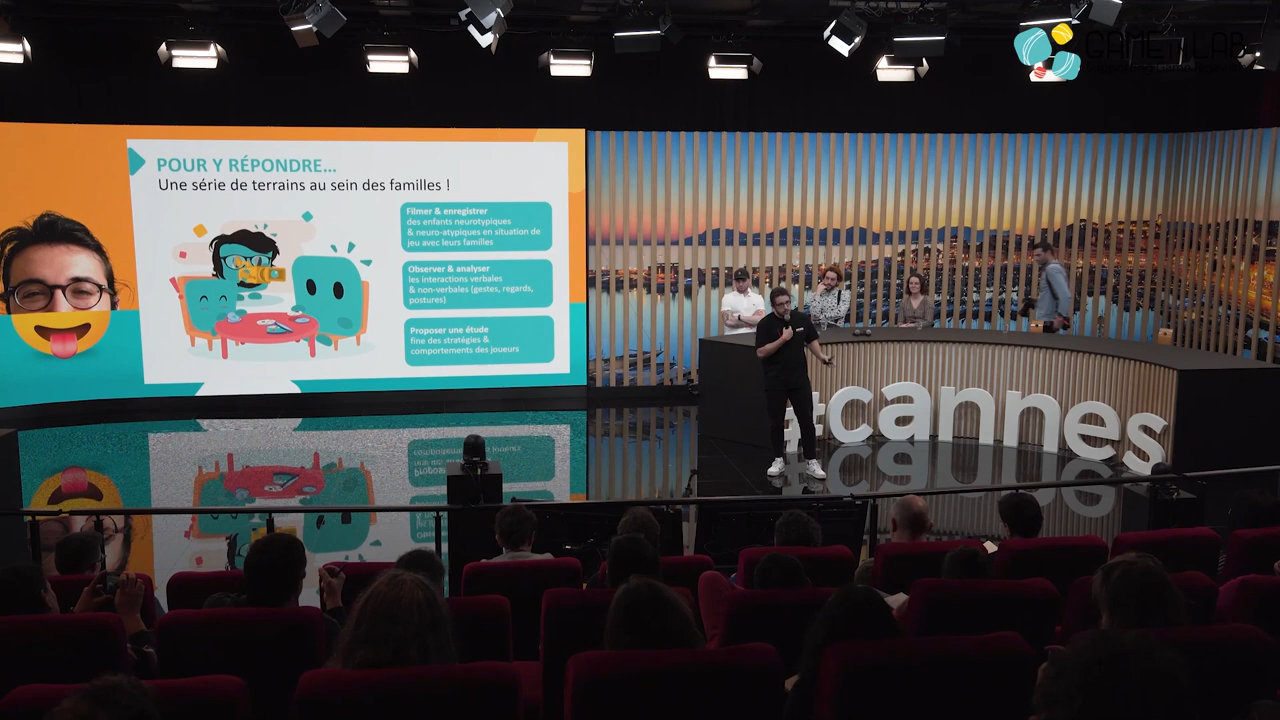 GAME in LAB
POUR Y RÉPONDRE...
Une série de terrains au sein des familles !
Filmer & enregistrer
des enfants neurotypiques
& neuro-atypiques en situation de
jeu avec leurs familles
Observer & analyser
les interactions verbales
& non-verbales (gestes, regards,
postures)
Proposer une étude
fine des stratégies &
comportements des joueurs
#cannes